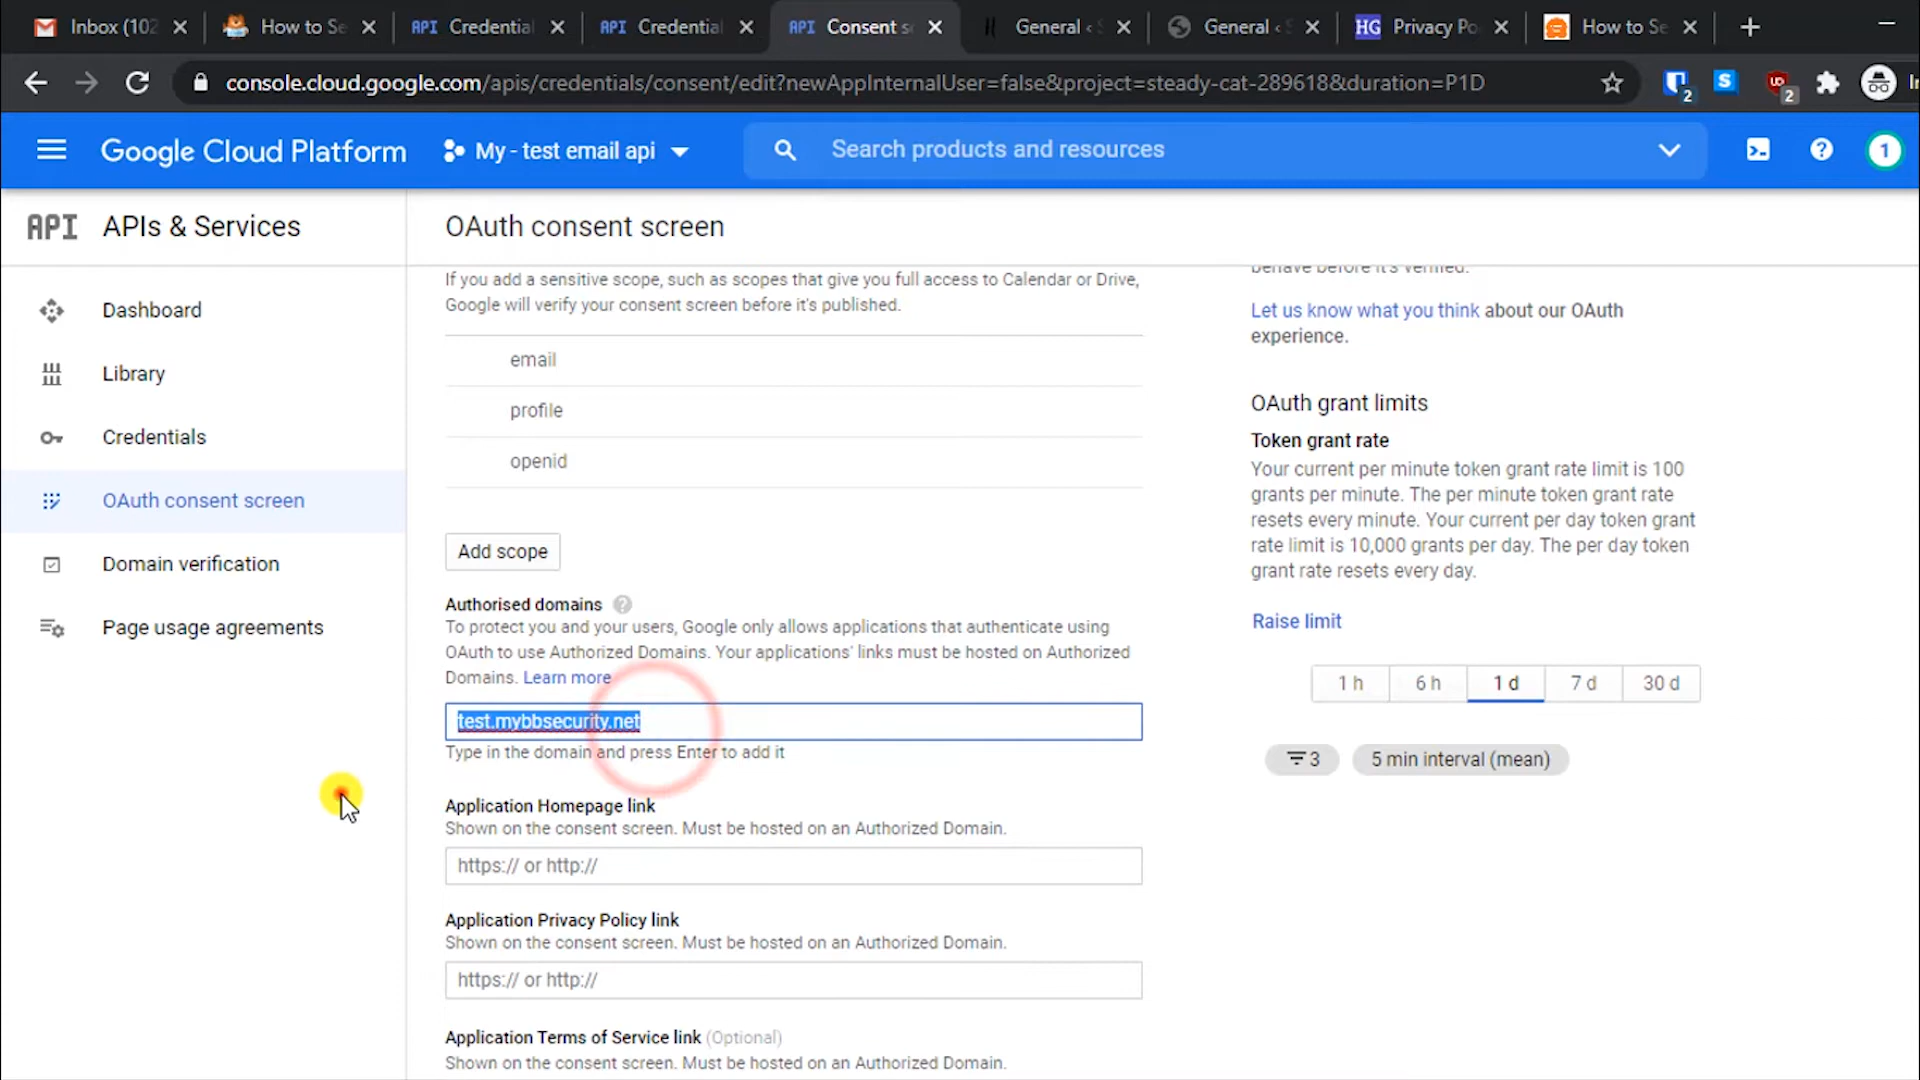 Inbox (102
How to Se
API Credential
API Credential
API Consent s
General ‹ S
General ‹ S
HG Privacy Po
How to Se
console.cloud.google.com/apis/credentials/consent/edit?newAppInternalUser=false&project=steady-cat-289618&duration=P1D
2
S
2
Google Cloud Platform
My - test email api
Search products and resources
1
API APIs & Services
OAuth consent screen
Dashboard
Library
Credentials
OAuth consent screen
Domain verification
Page usage agreements
If you add a sensitive scope, such as scopes that give you full access to Calendar or Drive,
Google will verify your consent screen before it's published.
email
profile
openid
Add scope
Authorised domains ?
To protect you and your users, Google only allows applications that authenticate using
OAuth to use Authorized Domains. Your applications' links must be hosted on Authorized
Domains. Learn more
test.mybbsecurity.net
Type in the domain and press Enter to add it
Application Homepage link
Shown on the consent screen. Must be hosted on an Authorized Domain.
https:// or http://
Application Privacy Policy link
Shown on the consent screen. Must be hosted on an Authorized Domain.
https:// or http://
Application Terms of Service link (Optional)
Shown on the consent screen. Must be hosted on an Authorized Domain.
behave before it's verified.
Let us know what you think about our OAuth
experience.
OAuth grant limits
Token grant rate
Your current per minute token grant rate limit is 100
grants per minute. The per minute token grant rate
resets every minute. Your current per day token grant
rate limit is 10,000 grants per day. The per day token
grant rate resets every day.
Raise limit
1 h 6 h 1 d 7 d 30 d
3 5 min interval (mean)